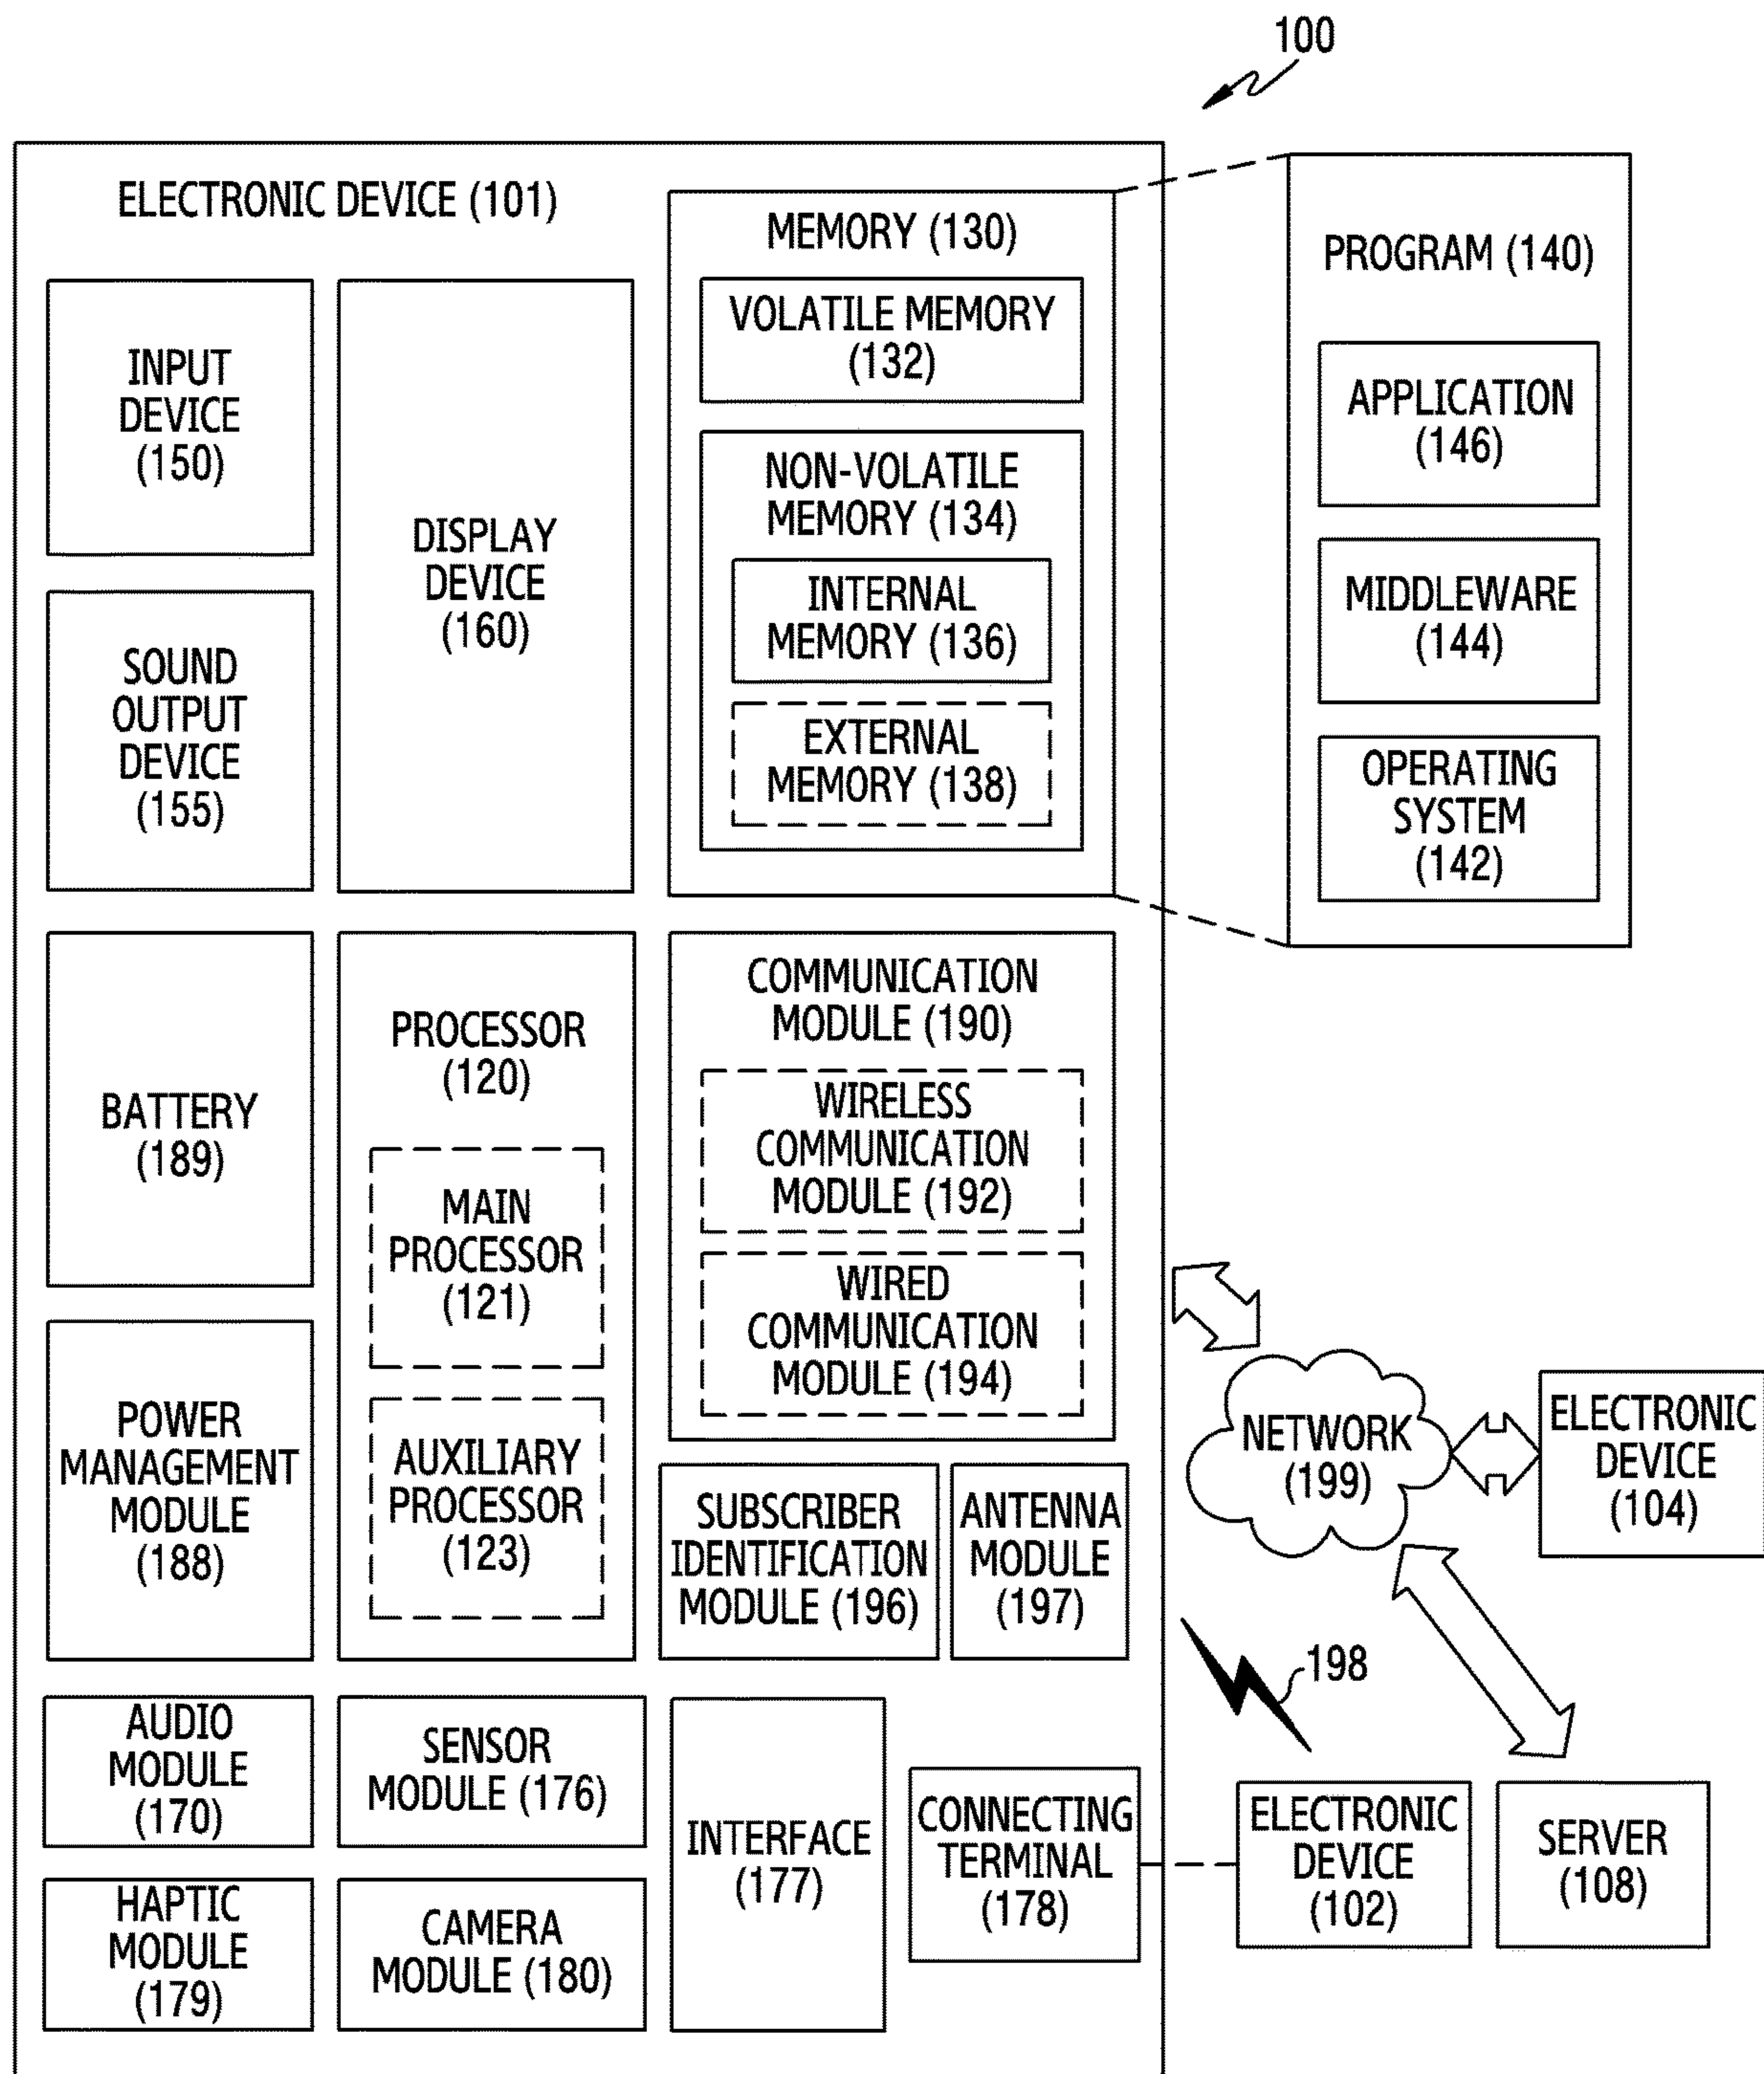 100
ELECTRONIC DEVICE (101)
MEMORY (130)
VOLATILE MEMORY
(132)
NON-VOLATILE
MEMORY (134)
INTERNAL
MEMORY (136)
EXTERNAL
MEMORY (138)
PROGRAM (140)
APPLICATION
(146)
MIDDLEWARE
(144)
OPERATING
SYSTEM
(142)
INPUT
DEVICE
(150)
DISPLAY
DEVICE
(160)
SOUND
OUTPUT
DEVICE
(155)
BATTERY
(189)
PROCESSOR
(120)
MAIN
PROCESSOR
(121)
AUXILIARY
PROCESSOR
(123)
COMMUNICATION
MODULE (190)
WIRELESS
COMMUNICATION
MODULE (192)
WIRED
COMMUNICATION
MODULE (194)
POWER
MANAGEMENT
MODULE
(188)
SUBSCRIBER
IDENTIFICATION
MODULE (196)
ANTENNA
MODULE
(197)
NETWORK
(199)
ELECTRONIC
DEVICE
(104)
198
AUDIO
MODULE
(170)
SENSOR
MODULE (176)
INTERFACE
(177)
CONNECTING
TERMINAL
(178)
ELECTRONIC
DEVICE
(102)
SERVER
(108)
HAPTIC
MODULE
(179)
CAMERA
MODULE (180)